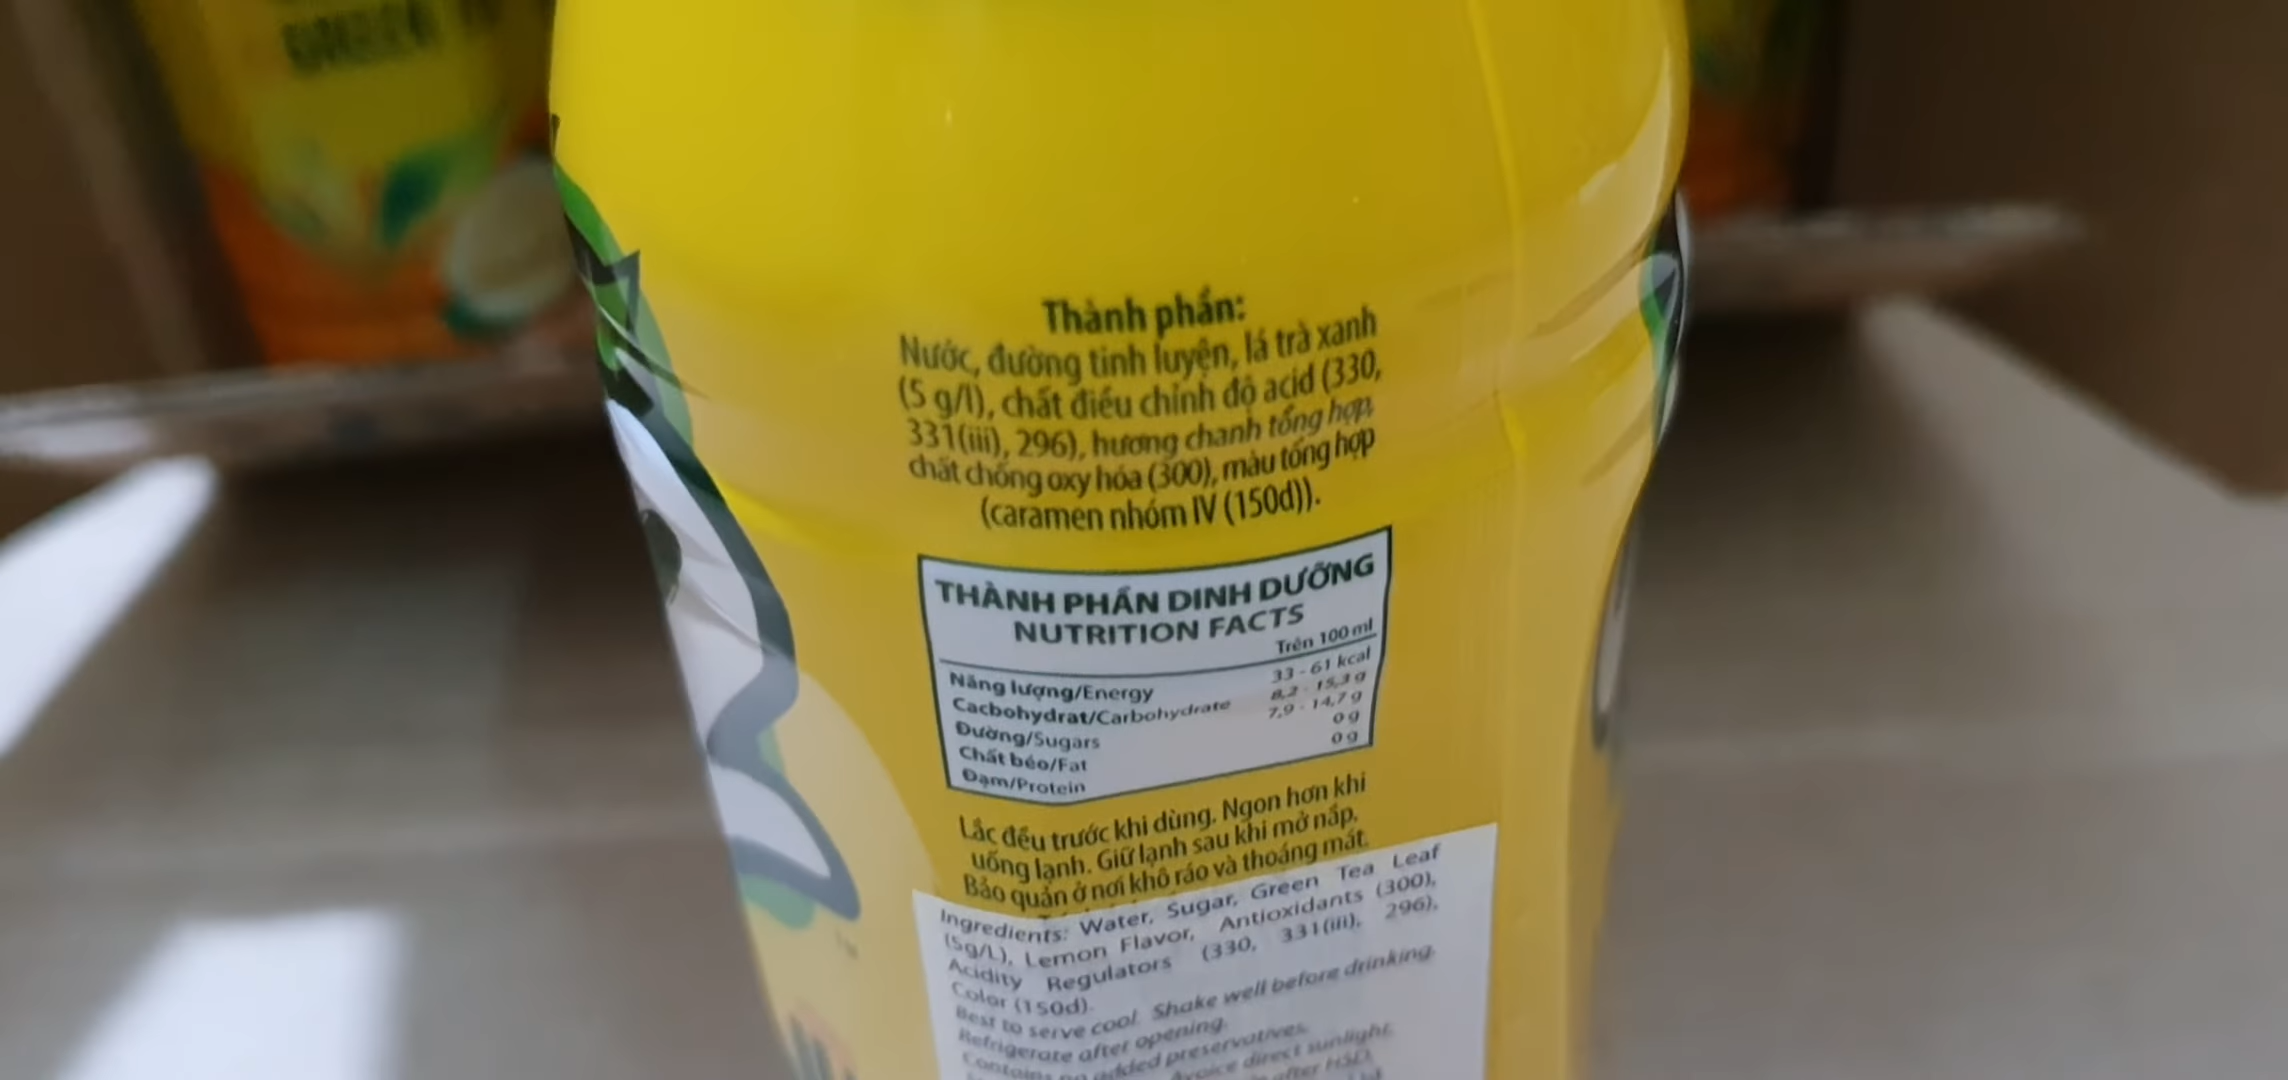 GREEN
Thành phần:
Nước, đường tinh luyện, lá trà xanh
(5 g/l), chất điều chỉnh độ acid (330,
331(iii), 296), hương chanh tổng hợp,
chất chống oxy hóa (300), màu tổng hợp
(caramen nhóm IV (150d)).
THÀNH PHẦN DINH DƯỠNG
NUTRITION FACTS
Trên 100 ml
Năng lượng/Energy 33 - 61 kcal
Cacbohydrat/Carbohydrate 8,2 - 15,3 g
Đường/Sugars 7,9 - 14,7 g
Chất béo/Fat 0 g
Đạm/Protein 0 g
Lắc đều trước khi dùng. Ngon hơn khi
uống lạnh. Giữ lạnh sau khi mở nắp.
Bảo quản ở nơi khô ráo và thoáng mát.
Ingredients: Water, Sugar, Green Tea Leaf
(5g/L), Lemon Flavor, Antioxidants (300),
Acidity Regulators (330, 331(iii), 296),
Color (150d).
Best to serve cool. Shake well before drinking.
Refrigerate after opening.
Contains no added preservatives.
direct sunlight.
after HSD.